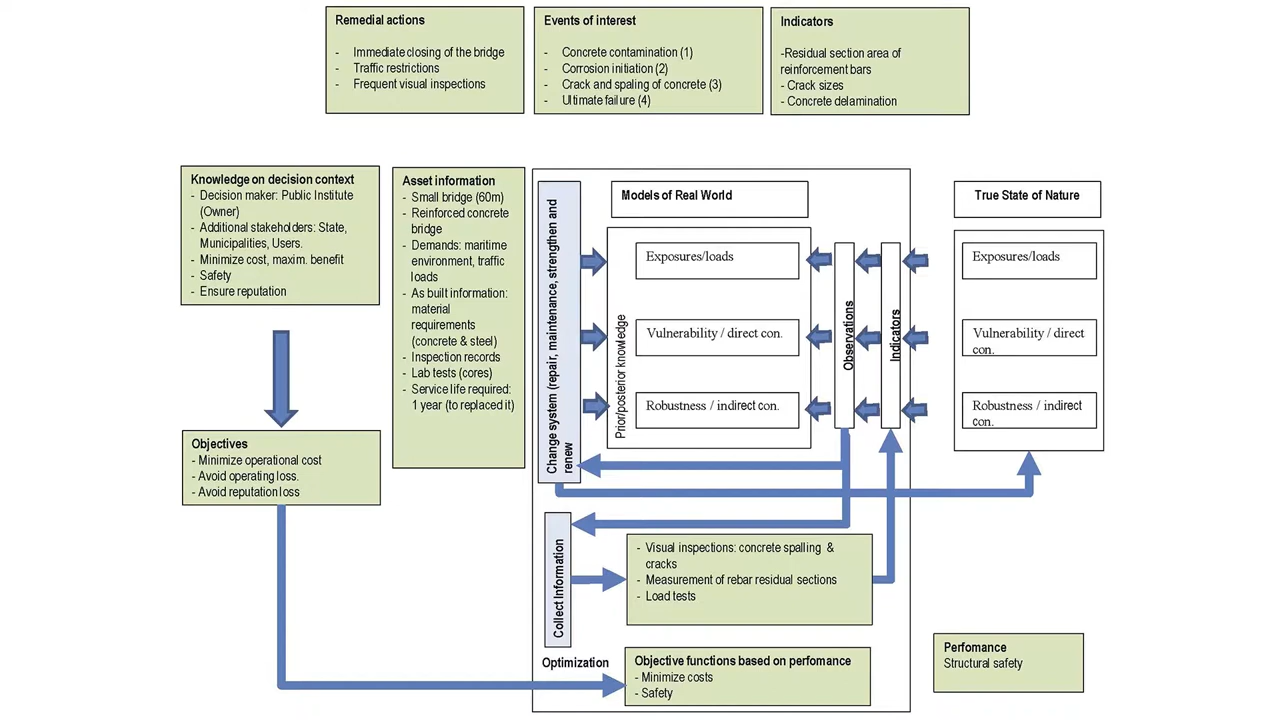 Remedial actions
- Immediate closing of the bridge
- Traffic restrictions
- Frequent visual inspections
Events of interest
- Concrete contamination (1)
- Corrosion initiation (2)
- Crack and spaling of concrete (3)
- Ultimate failure (4)
Indicators
-Residual section area of
reinforcement bars
- Crack sizes
- Concrete delamination
Knowledge on decision context
- Decision maker: Public Institute
(Owner)
- Additional stakeholders: State,
Municipalities, Users.
- Minimize cost, maxim. benefit
- Safety
- Ensure reputation
Asset information
- Small bridge (60m)
- Reinforced concrete
bridge
- Demands: maritime
environment, traffic
loads
- As built information:
material
requirements
(concrete & steel)
- Inspection records
- Lab tests (cores)
- Service life required:
1 year (to replaced it)
Change system (repair, maintenance, strengthen and
renew
Models of Real World
Prior/posterior knowledge
Exposures/loads
Vulnerability / direct con.
Robustness / indirect con.
Observations
Indicators
True State of Nature
Exposures/loads
Vulnerability / direct
con.
Robustness / indirect
con.
Objectives
- Minimize operational cost
- Avoid operating loss.
- Avoid reputation loss
Collect Information
- Visual inspections: concrete spalling &
cracks
- Measurement of rebar residual sections
- Load tests
Optimization
Objective functions based on perfomance
- Minimize costs
- Safety
Perfomance
Structural safety